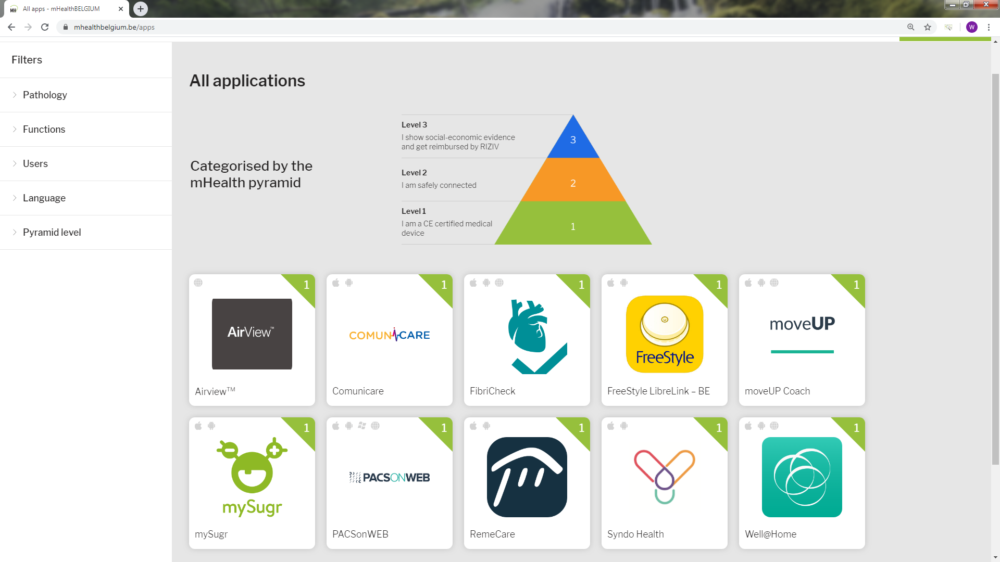 All apps - mHealthBELGIUM
mhealthbelgium.be/apps
W
Filters
Pathology
Functions
Users
Language
Pyramid level
All applications
Categorised by the
mHealth pyramid
Level 3
I show social-economic evidence
and get reimbursed by RIZIV
3
Level 2
I am safely connected
2
Level 1
I am a CE certified medical
device
1
1
AirView™
Airview™
1
COMUNICARE
Comunicare
1
FibriCheck
1
FreeStyle
FreeStyle LibreLink – BE
1
moveUP
moveUP Coach
1
mySugr
mySugr
1
PACSONWEB
PACSonWEB
1
RemeCare
1
Syndo Health
1
Well@Home